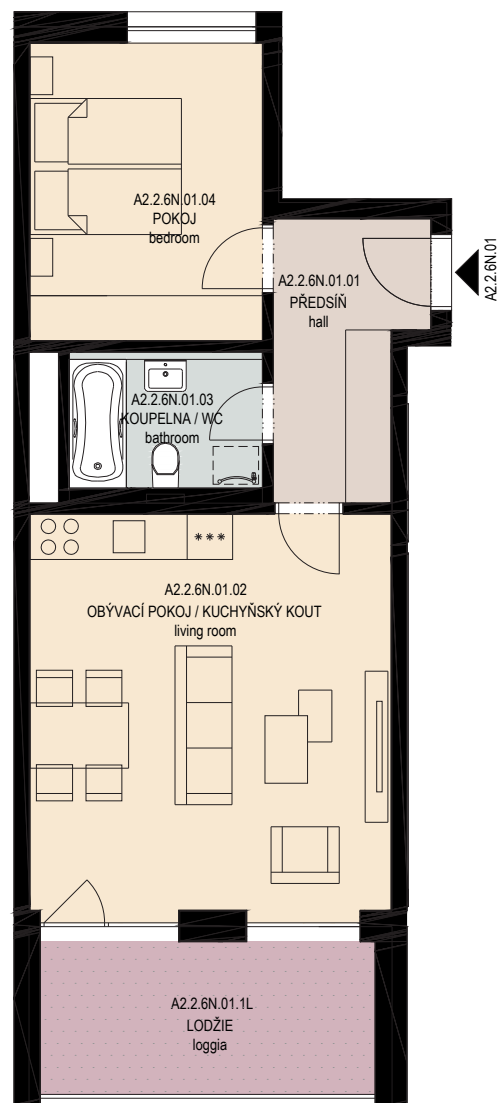 A2.2.6N.01.04
POKOJ
bedroom
A2.2.6N.01.01
PŘEDSÍŇ
hall
A2.2.6N.01
A2.2.6N.01.03
KOUPELNA / WC
bathroom
***
A2.2.6N.01.02
OBÝVACÍ POKOJ / KUCHYŇSKÝ KOUT
living room
A2.2.6N.01.1L
LODŽIE
loggia